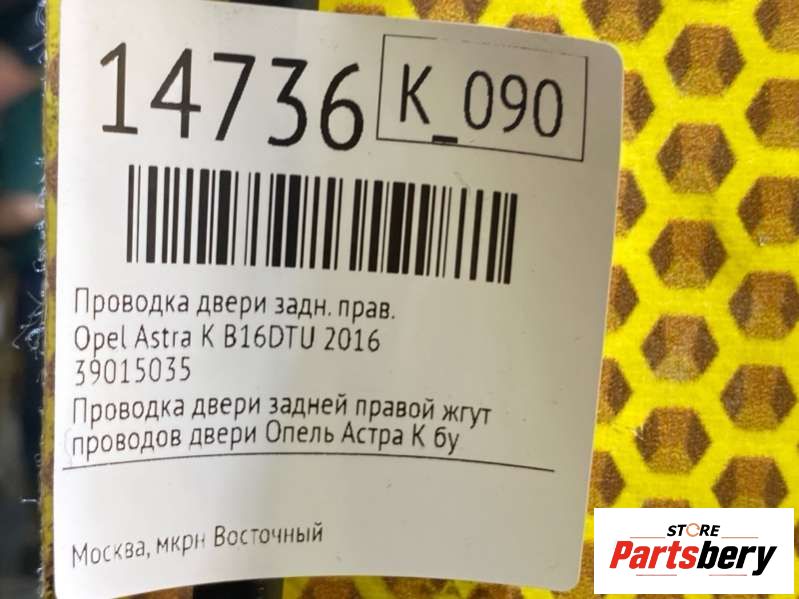 14736
K_090
Проводка двери задн. прав.
Opel Astra K B16DTU 2016
39015035
Проводка двери задней правой жгут
проводов двери Опель Астра К бу
Москва, мкрн Восточный
STORE
Partsbery